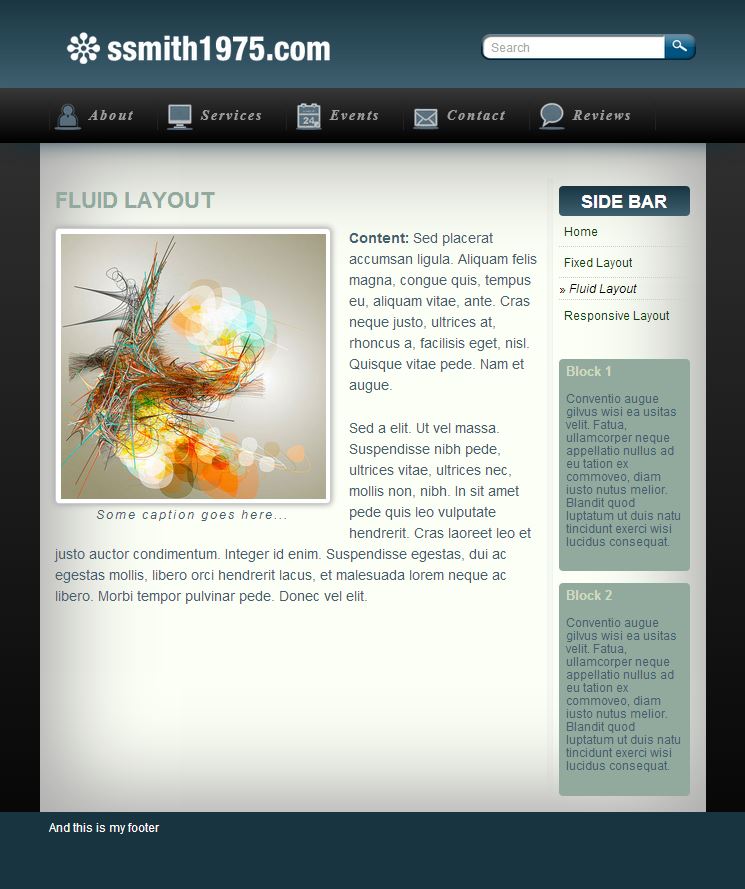 ssmith1975.com
Search
About
Services
24
Events
Contact
Reviews
FLUID LAYOUT
Content: Sed placerat
accumsan ligula. Aliquam felis
magna, congue quis, tempus
eu, aliquam vitae, ante. Cras
neque justo, ultrices at,
rhoncus a, facilisis eget, nisl.
Quisque vitae pede. Nam et
augue.
Sed a elit. Ut vel massa.
Suspendisse nibh pede,
ultrices vitae, ultrices nec,
mollis non, nibh. In sit amet
pede quis leo vulputate
hendrerit. Cras laoreet leo et
justo auctor condimentum. Integer id enim. Suspendisse egestas, dui ac
egestas mollis, libero orci hendrerit lacus, et malesuada lorem neque ac
libero. Morbi tempor pulvinar pede. Donec vel elit.
Some caption goes here...
SIDE BAR
Home
Fixed Layout
» Fluid Layout
Responsive Layout
Block 1
Conventio augue
gilvus wisi ea usitas
velit. Fatua,
ullamcorper neque
appellatio nullus ad
eu tation ex
commoveo, diam
iusto nutus melior.
Blandit quod
luptatum ut duis natu
tincidunt exerci wisi
lucidus consequat.
Block 2
Conventio augue
gilvus wisi ea usitas
velit. Fatua,
ullamcorper neque
appellatio nullus ad
eu tation ex
commoveo, diam
iusto nutus melior.
Blandit quod
luptatum ut duis natu
tincidunt exerci wisi
lucidus consequat.
And this is my footer